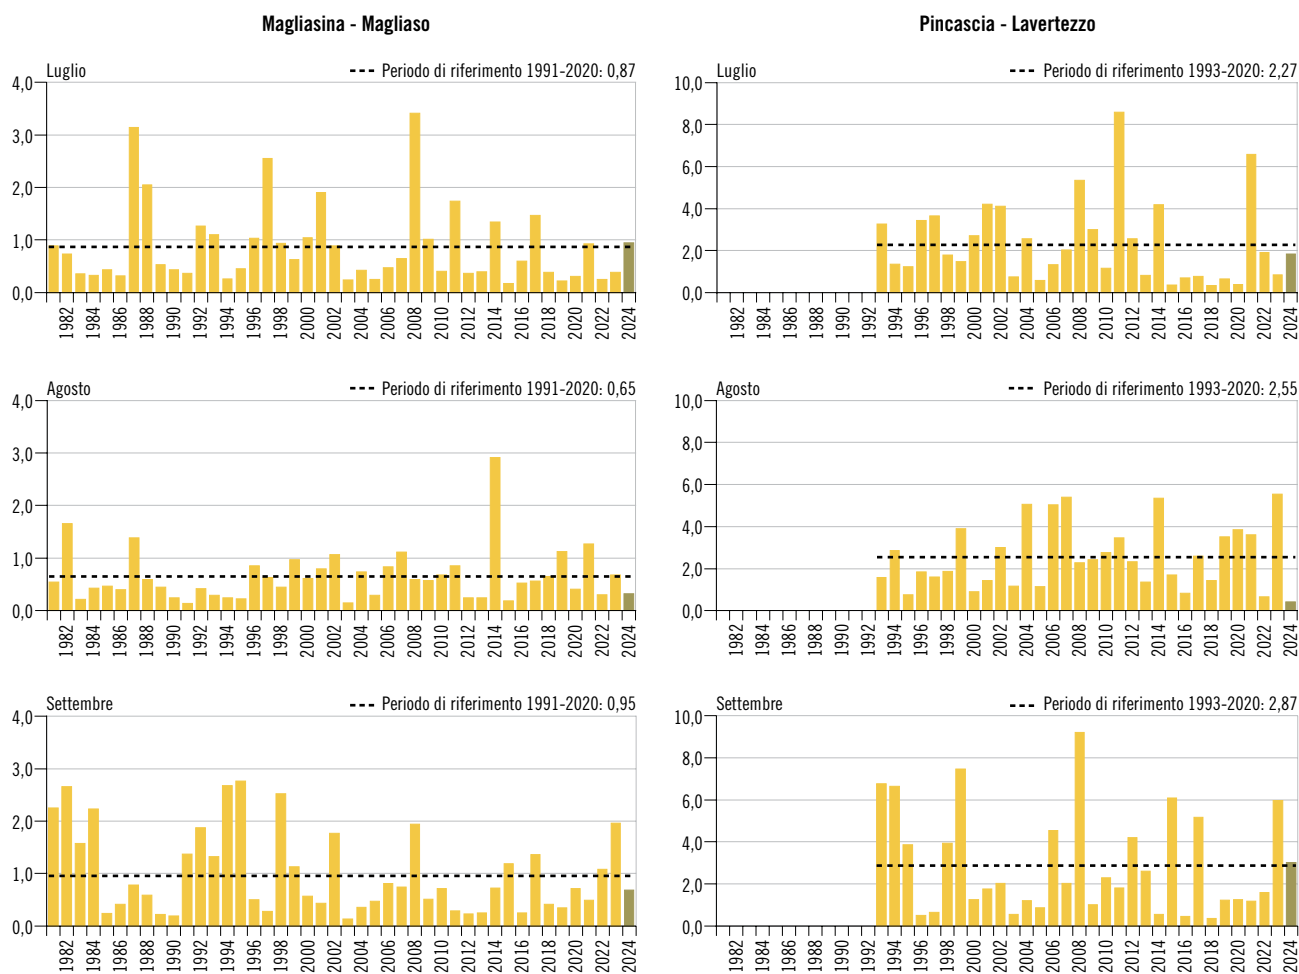 Magliasina - Magliaso
Pincascia - Lavertezzo
Luglio
Periodo di riferimento 1991-2020: 0,87
4,0
3,0
2,0
1,0
0,0
1982 1984 1986 1988 1990 1992 1994 1996 1998 2000 2002 2004 2006 2008 2010 2012 2014 2016 2018 2020 2022 2024
Luglio
Periodo di riferimento 1993-2020: 2,27
10,0
8,0
6,0
4,0
2,0
0,0
1982 1984 1986 1988 1990 1992 1994 1996 1998 2000 2002 2004 2006 2008 2010 2012 2014 2016 2018 2020 2022 2024
Agosto
Periodo di riferimento 1991-2020: 0,65
4,0
3,0
2,0
1,0
0,0
1982 1984 1986 1988 1990 1992 1994 1996 1998 2000 2002 2004 2006 2008 2010 2012 2014 2016 2018 2020 2022 2024
Agosto
Periodo di riferimento 1993-2020: 2,55
10,0
8,0
6,0
4,0
2,0
0,0
1982 1984 1986 1988 1990 1992 1994 1996 1998 2000 2002 2004 2006 2008 2010 2012 2014 2016 2018 2020 2022 2024
Settembre
Periodo di riferimento 1991-2020: 0,95
4,0
3,0
2,0
1,0
0,0
1982 1984 1986 1988 1990 1992 1994 1996 1998 2000 2002 2004 2006 2008 2010 2012 2014 2016 2018 2020 2022 2024
Settembre
Periodo di riferimento 1993-2020: 2,87
10,0
8,0
6,0
4,0
2,0
0,0
1982 1984 1986 1988 1990 1992 1994 1996 1998 2000 2002 2004 2006 2008 2010 2012 2014 2016 2018 2020 2022 2024